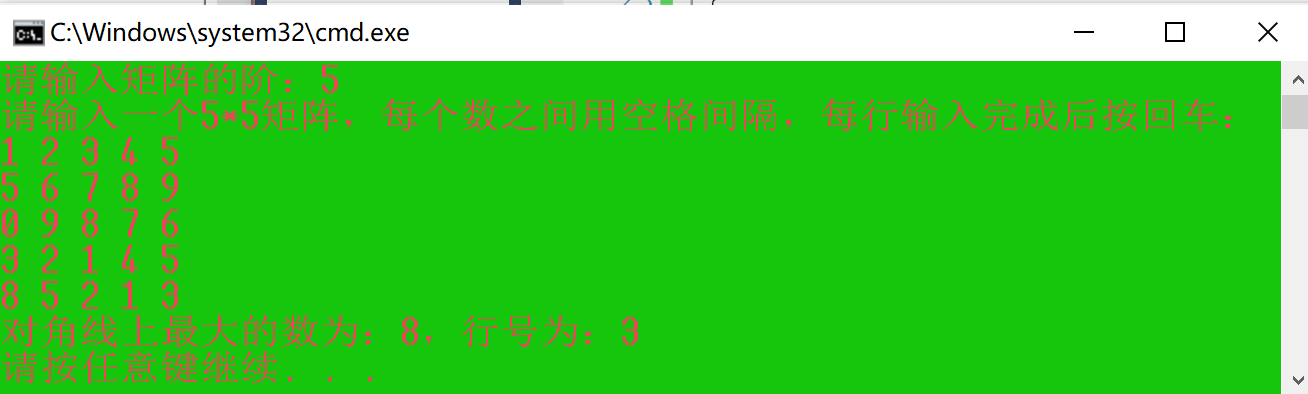 C:\Windows\system32\cmd.exe
请输入矩阵的阶：5
请输入一个5*5矩阵，每个数之间用空格间隔，每行输入完成后按回车：
1 2 3 4 5
5 6 7 8 9
0 9 8 7 6
3 2 1 4 5
8 5 2 1 3
对角线上最大的数为：8，行号为：3
请按任意键继续. . .